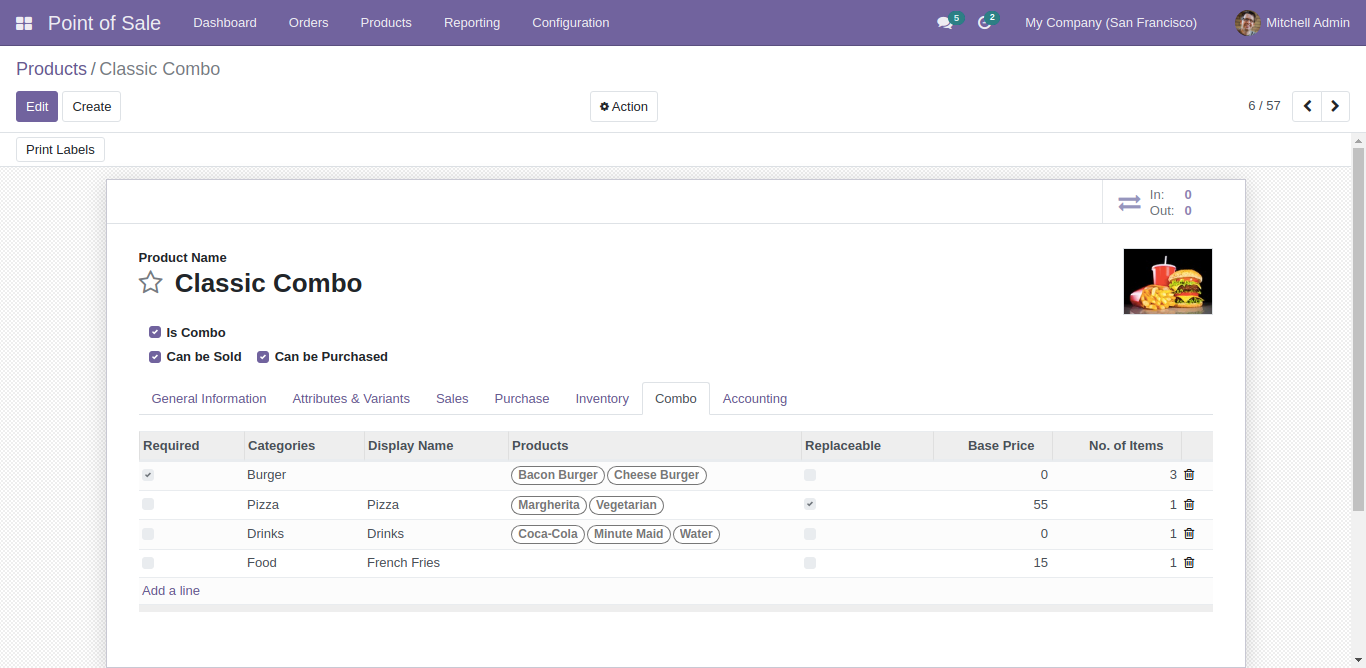 Point of Sale Dashboard Orders Products Reporting Configuration 5 2 My Company (San Francisco) Mitchell Admin
Products / Classic Combo
Edit Create Action 6 / 57
Print Labels
In: 0
Out: 0
Product Name
Classic Combo
Is Combo
Can be Sold Can be Purchased
General Information Attributes & Variants Sales Purchase Inventory Combo Accounting
Required Categories Display Name Products Replaceable Base Price No. of Items
Burger Bacon Burger Cheese Burger 0 3
Pizza Pizza Margherita Vegetarian 55 1
Drinks Drinks Coca-Cola Minute Maid Water 0 1
Food French Fries 15 1
Add a line